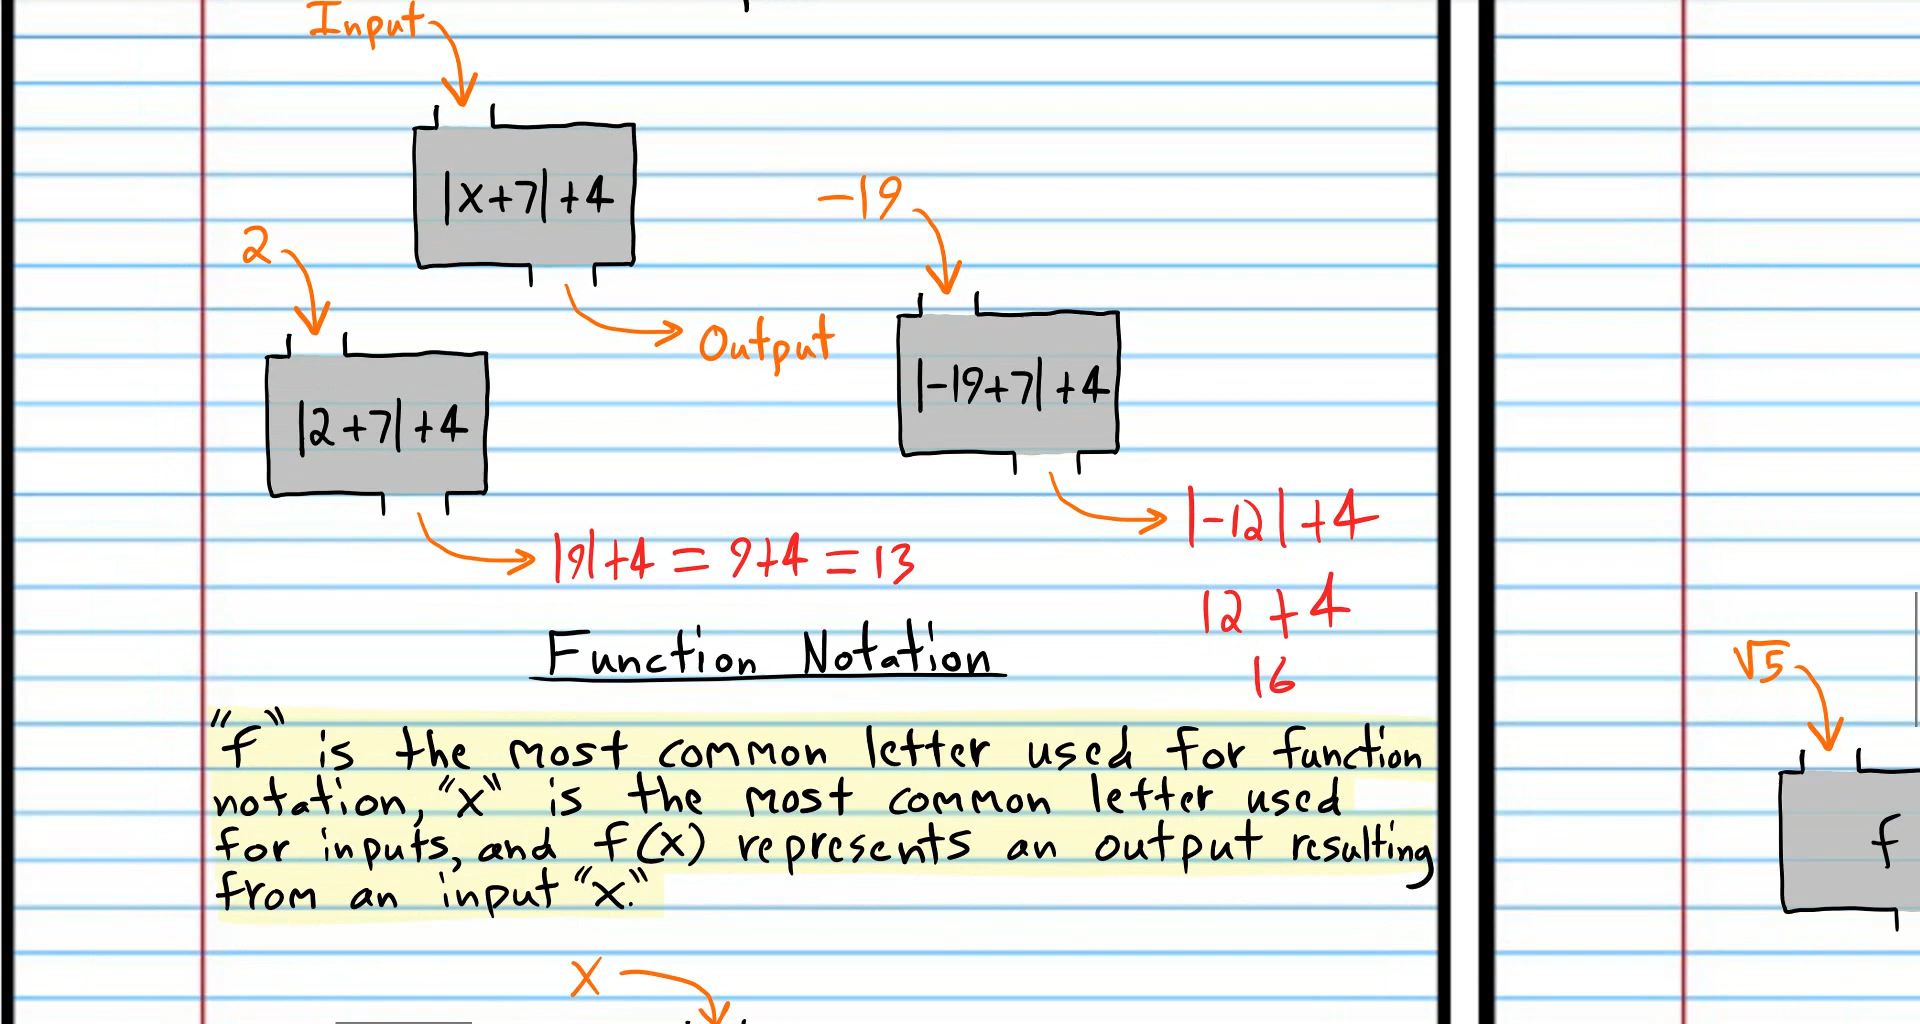 Input
|x+7|+4
-19
2
Output
|-19+7|+4
|2+7|+4
|-12|+4
|9|+4 = 9+4 = 13
12 + 4
Function Notation
16
√5
"f" is the most common letter used for function
notation, "x" is the most common letter used
for inputs, and f(x) represents an output resulting
from an input "x."
f
x